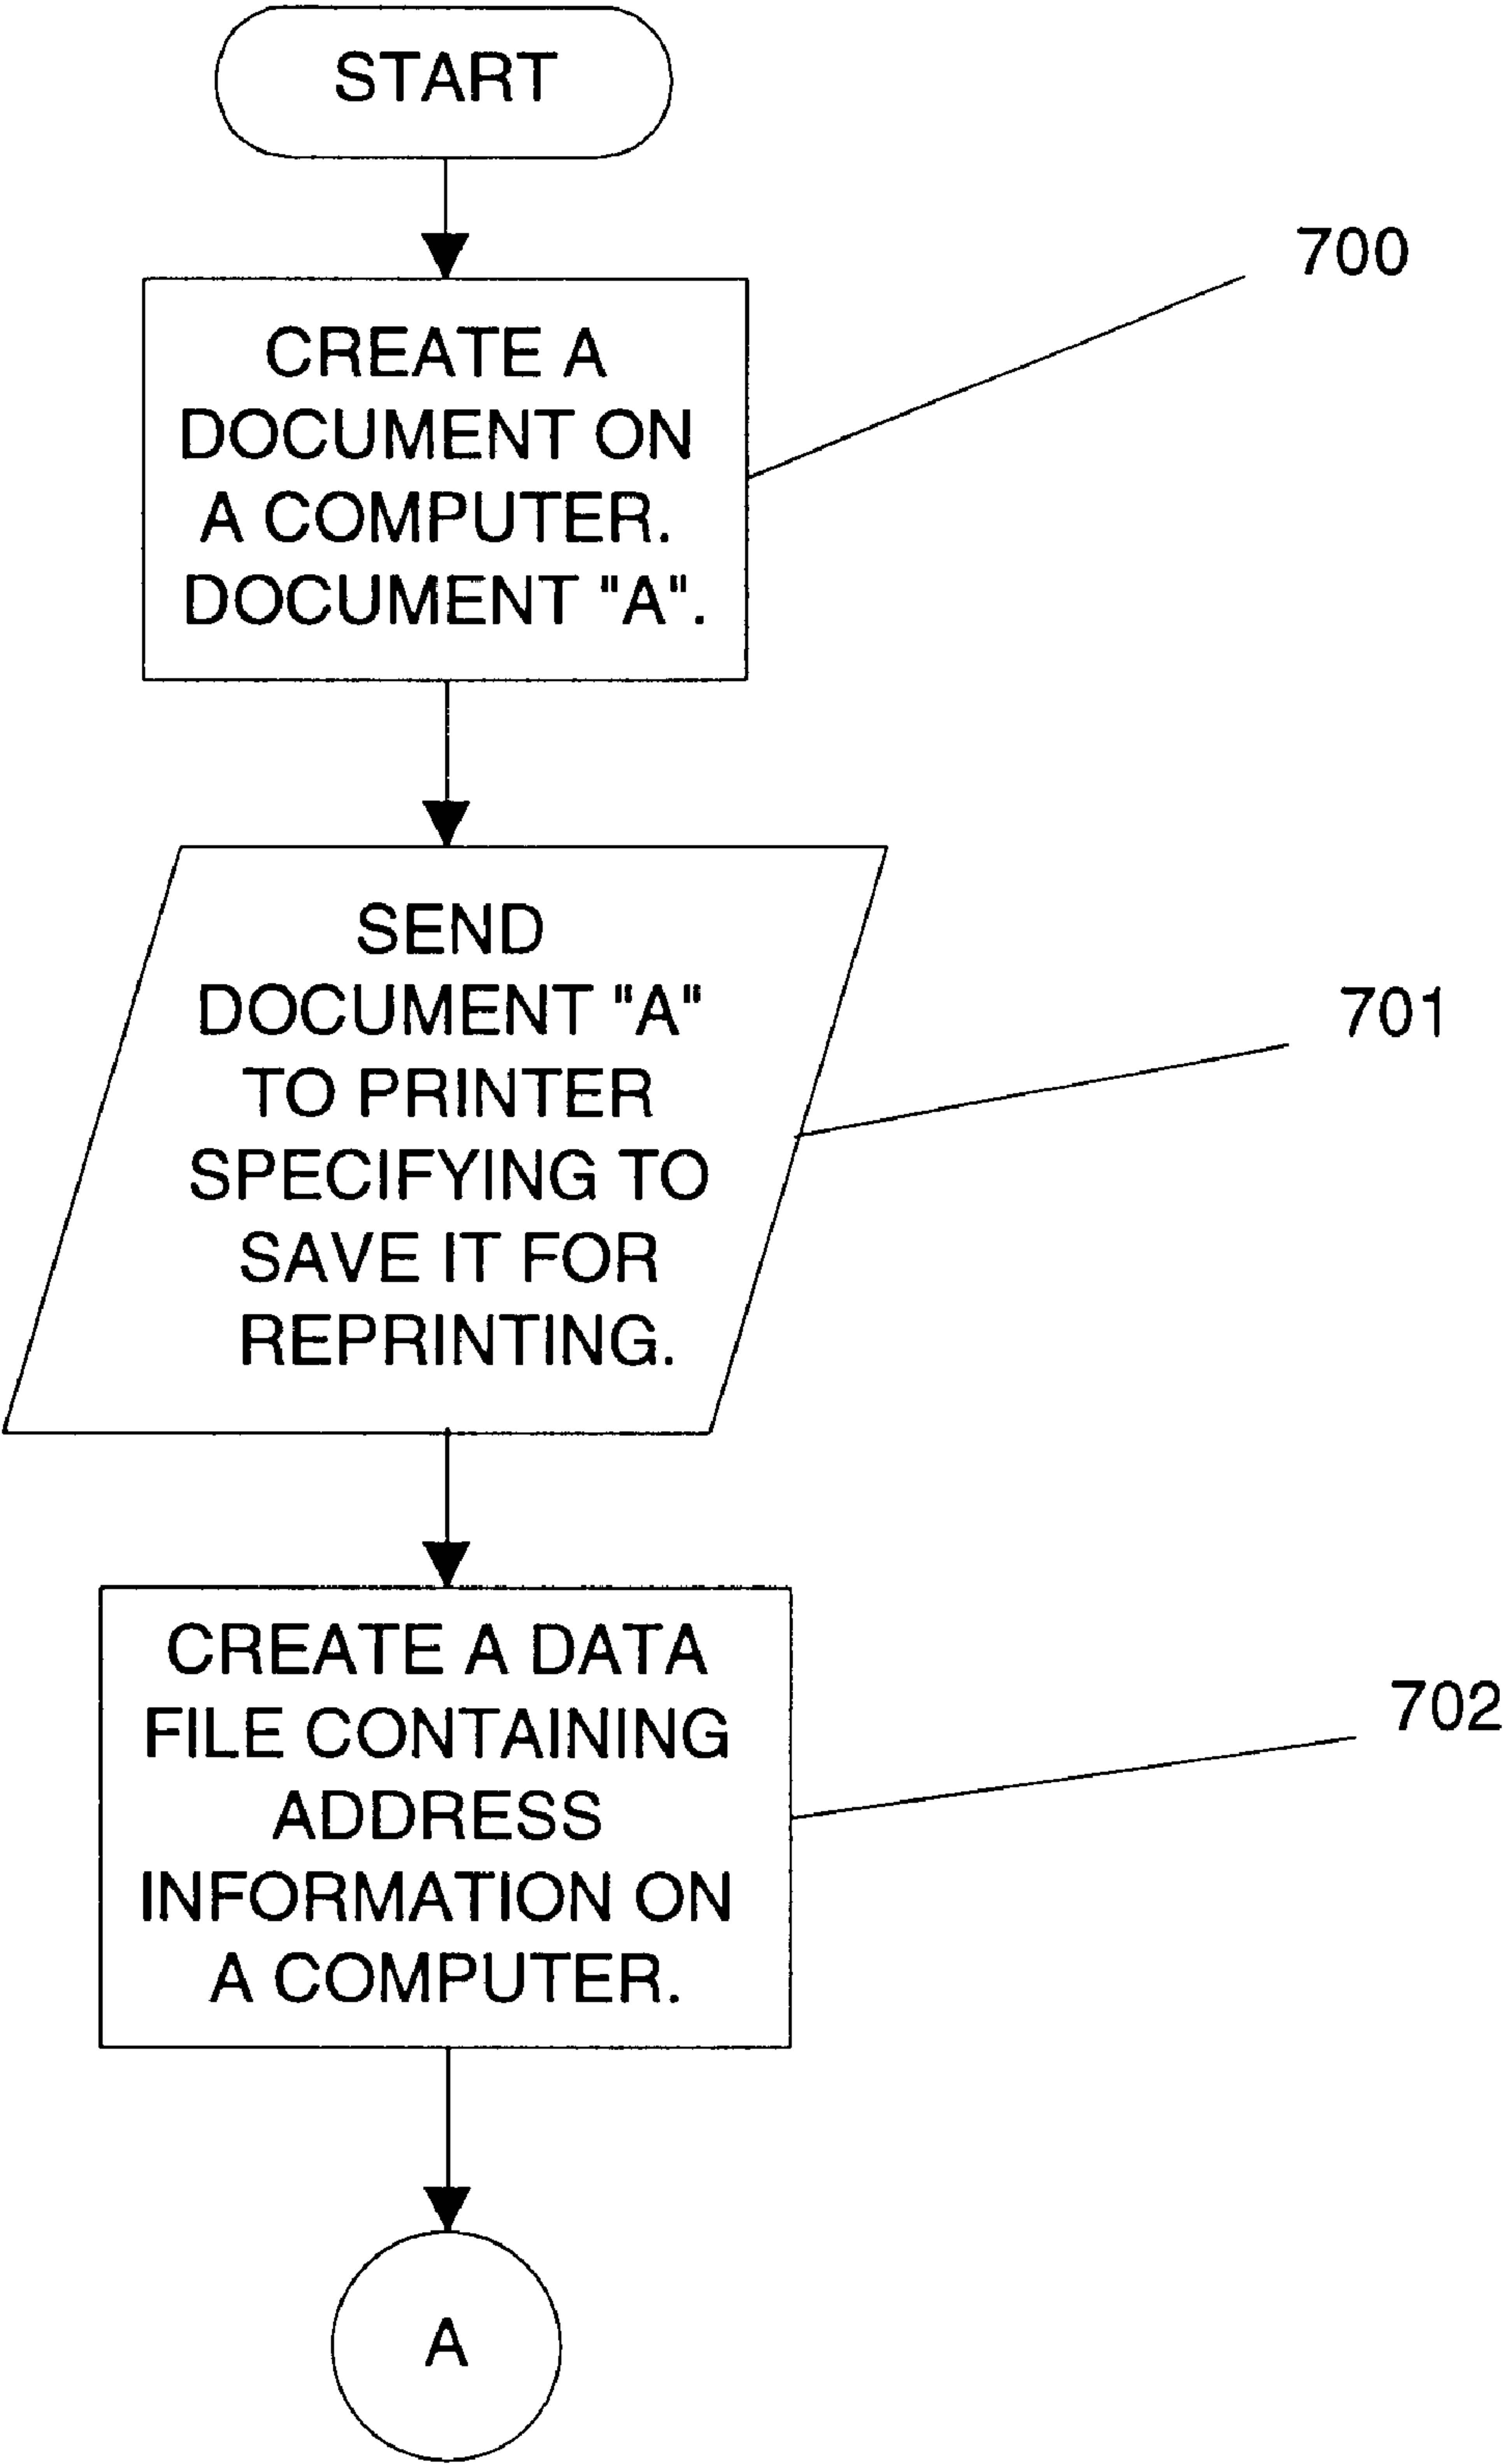 START
700
CREATE A
DOCUMENT ON
A COMPUTER.
DOCUMENT "A".
SEND
DOCUMENT "A"
TO PRINTER
SPECIFYING TO
SAVE IT FOR
REPRINTING.
701
CREATE A DATA
FILE CONTAINING
ADDRESS
INFORMATION ON
A COMPUTER.
702
A